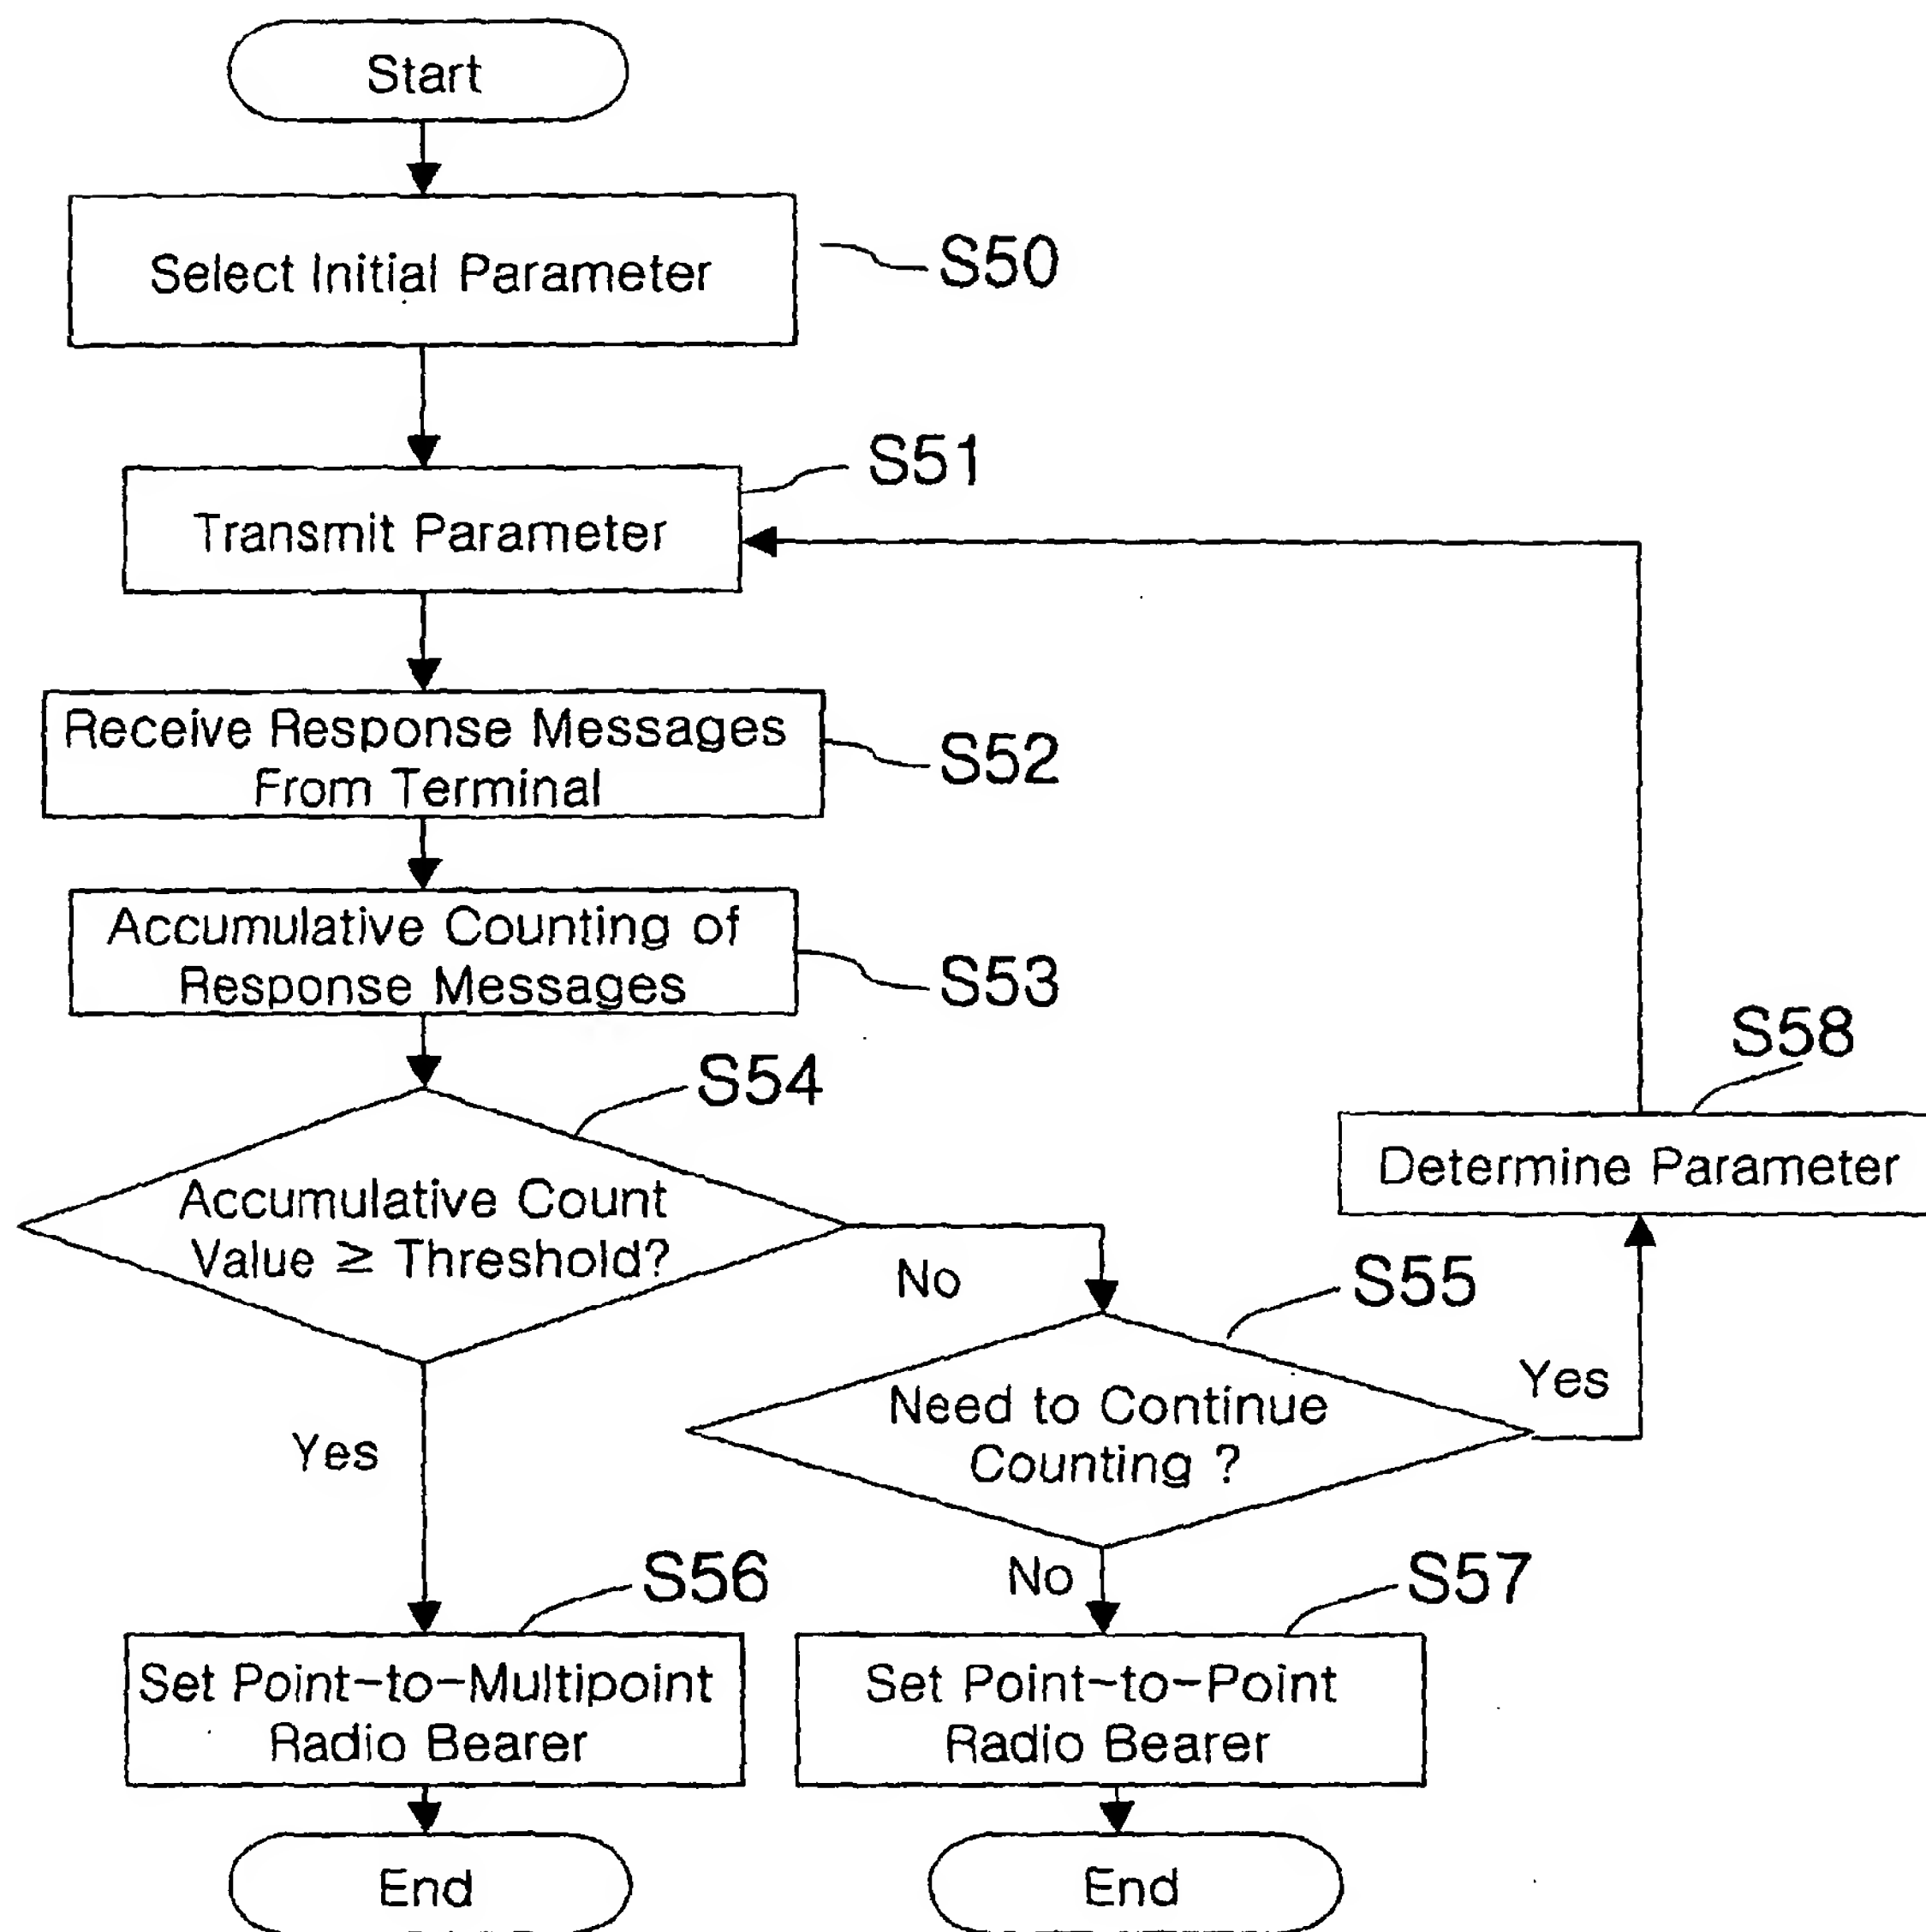 Start
Select Initial Parameter
S50
S51
Transmit Parameter
Receive Response Messages
From Terminal
S52
Accumulative Counting of
Response Messages
S53
S54
Accumulative Count
Value ≥ Threshold?
No
S58
Determine Parameter
S55
Need to Continue
Counting ?
Yes
Yes
No
S56
Set Point-to-Multipoint
Radio Bearer
S57
Set Point-to-Point
Radio Bearer
End
End